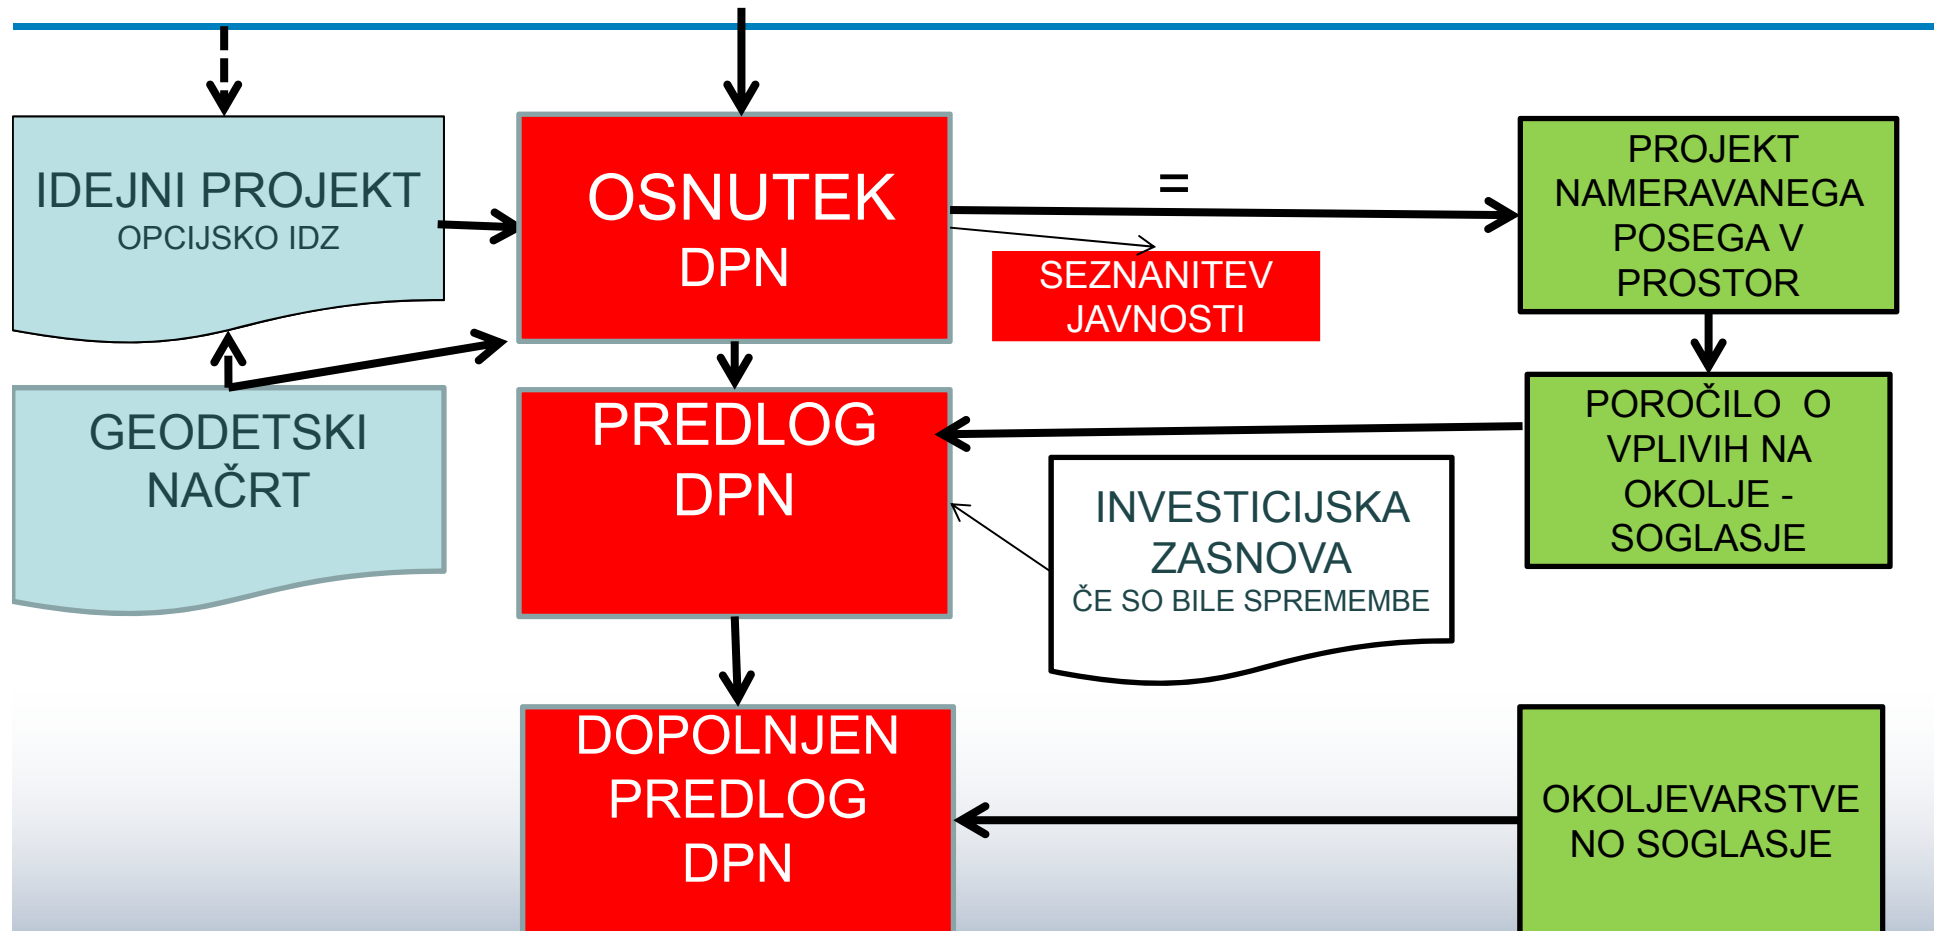 IDEJNI PROJEKT
OPCIJSKO IDZ
OSNUTEK
DPN
=
SEZNANITEV
JAVNOSTI
PROJEKT
NAMERAVANEGA
POSEGA V
PROSTOR
GEODETSKI
NAČRT
PREDLOG
DPN
INVESTICIJSKA
ZASNOVA
ČE SO BILE SPREMEMBE
POROČILO O
VPLIVIH NA
OKOLJE -
SOGLASJE
DOPOLNJEN
PREDLOG
DPN
OKOLJEVARSTVE
NO SOGLASJE